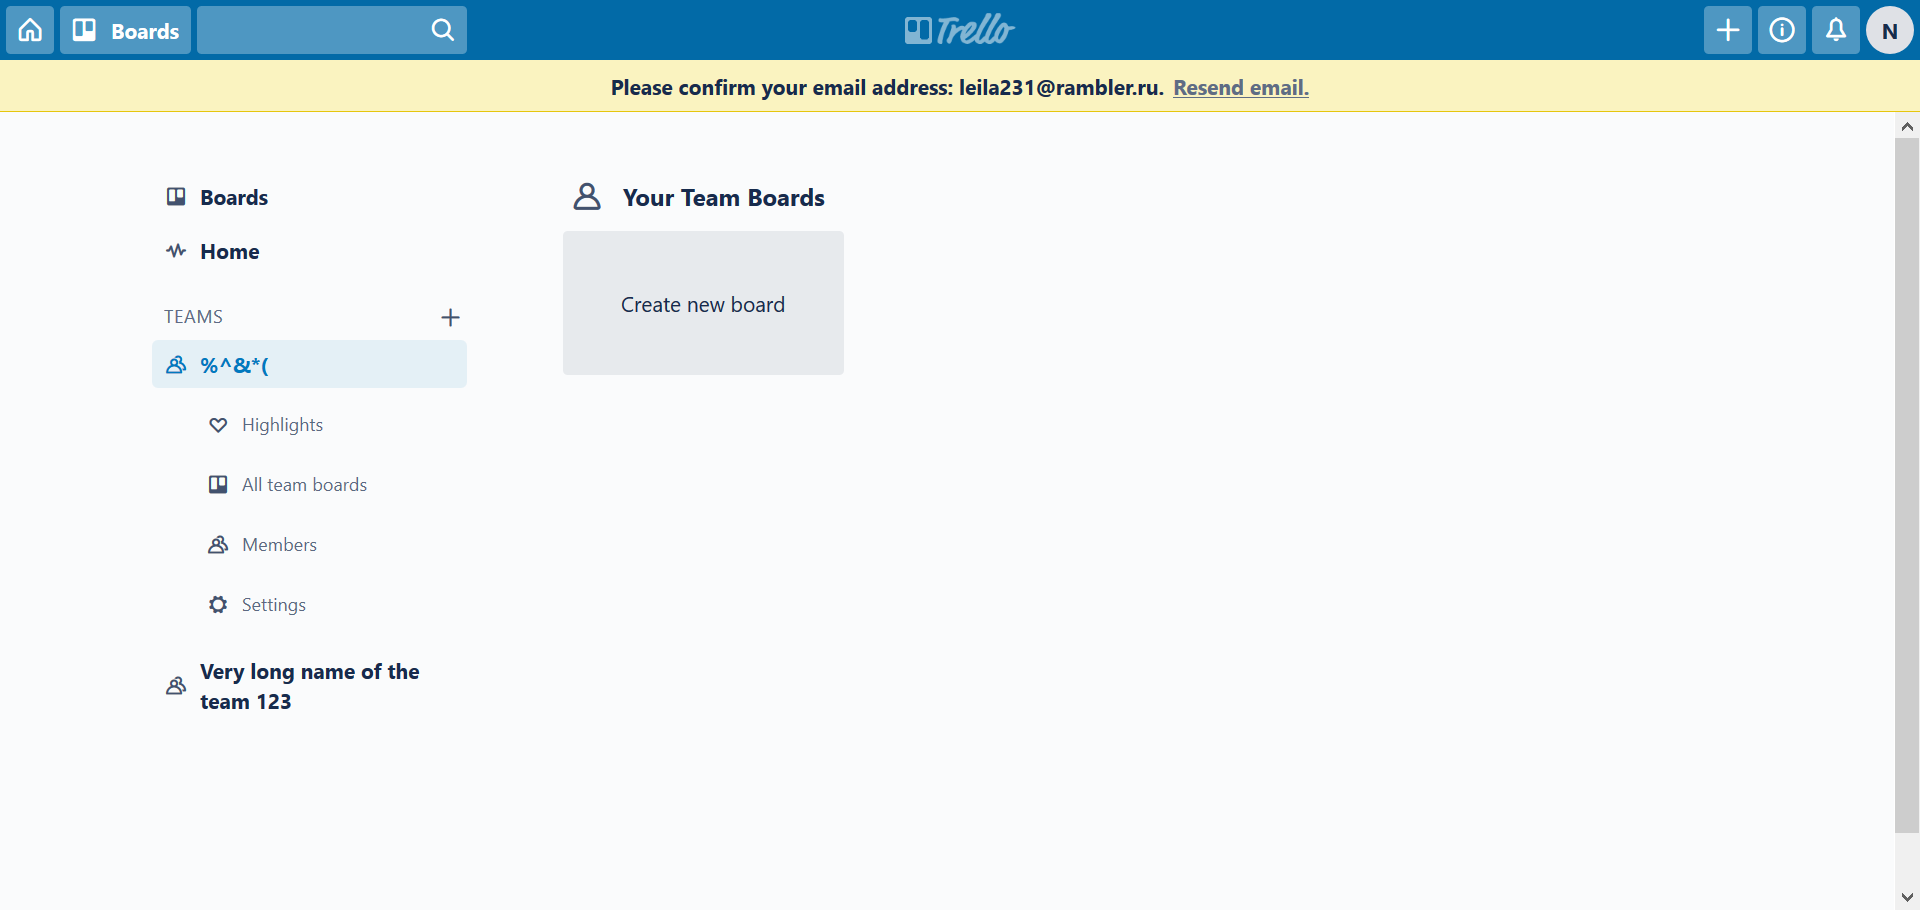 Boards
Trello
N
Please confirm your email address: leila231@rambler.ru. Resend email.
Boards
Home
TEAMS
%^&*(
Highlights
All team boards
Members
Settings
Very long name of the
team 123
Your Team Boards
Create new board